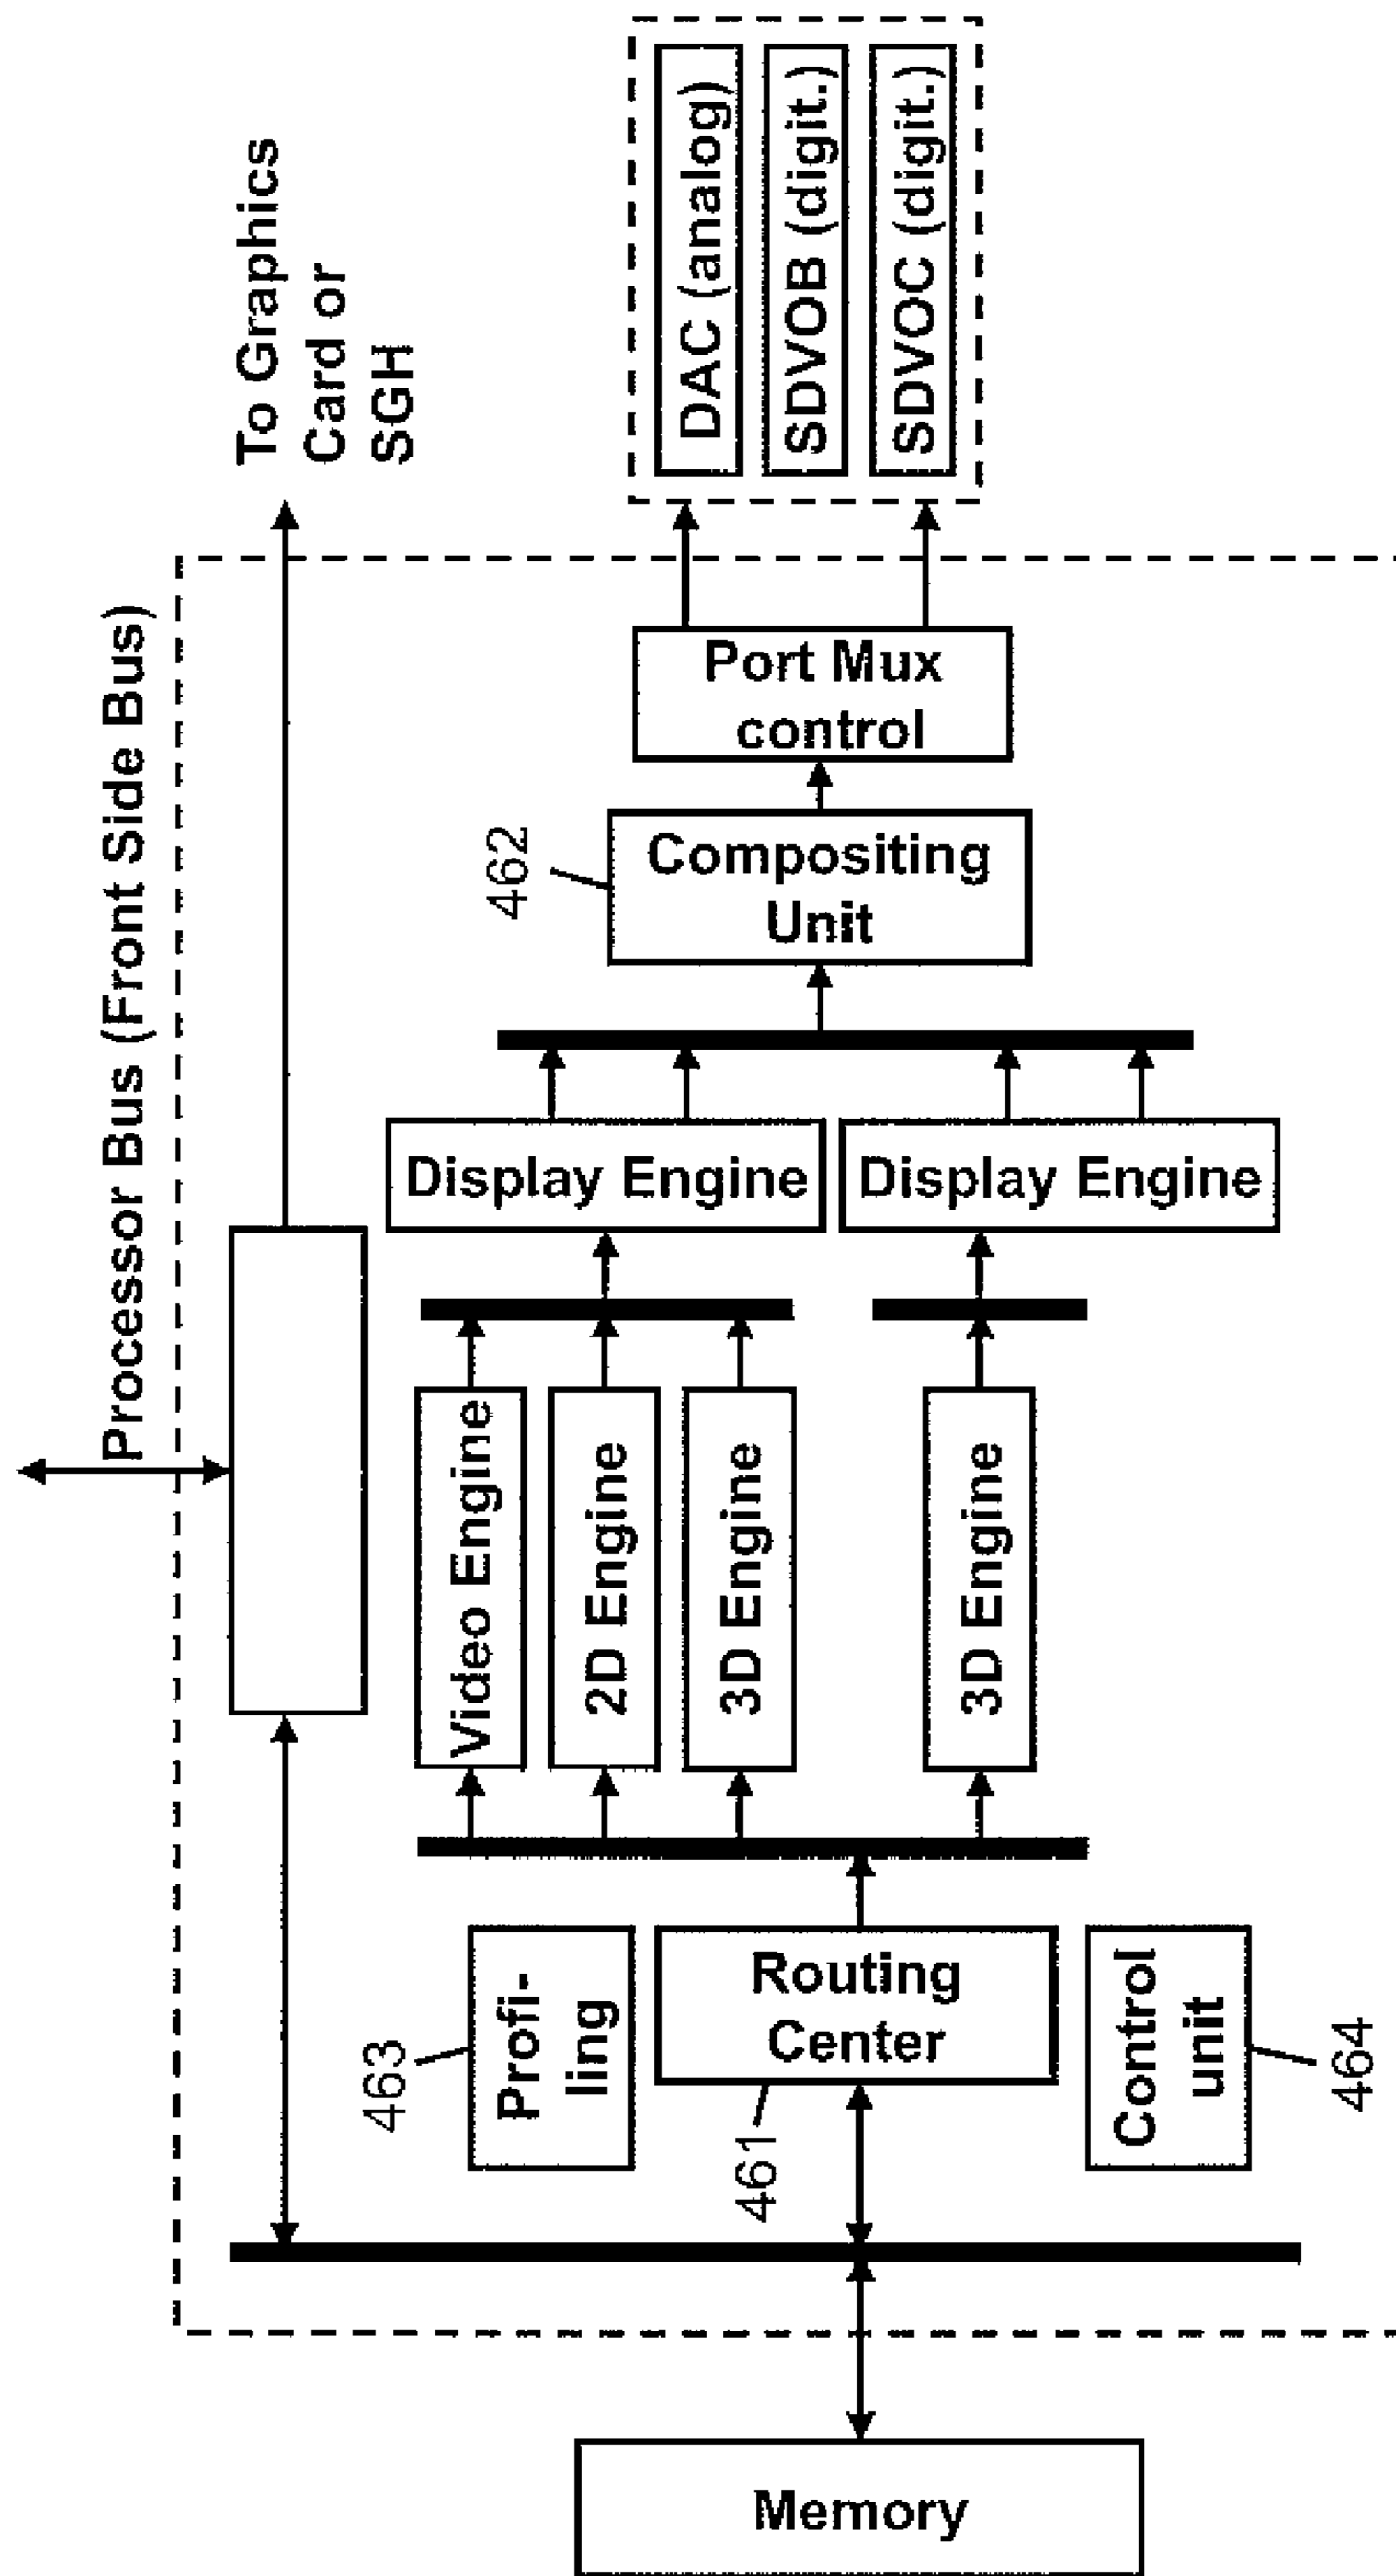 Processor Bus (Front Side Bus)
To Graphics
Card or
SGH
DAC (analog)
SDVOB (digit.)
SDVOC (digit.)
Port Mux
control
462
Compositing
Unit
Display Engine
Display Engine
Video Engine
2D Engine
3D Engine
3D Engine
463
Profi-
ling
Routing
Center
461
Control
unit
464
Memory